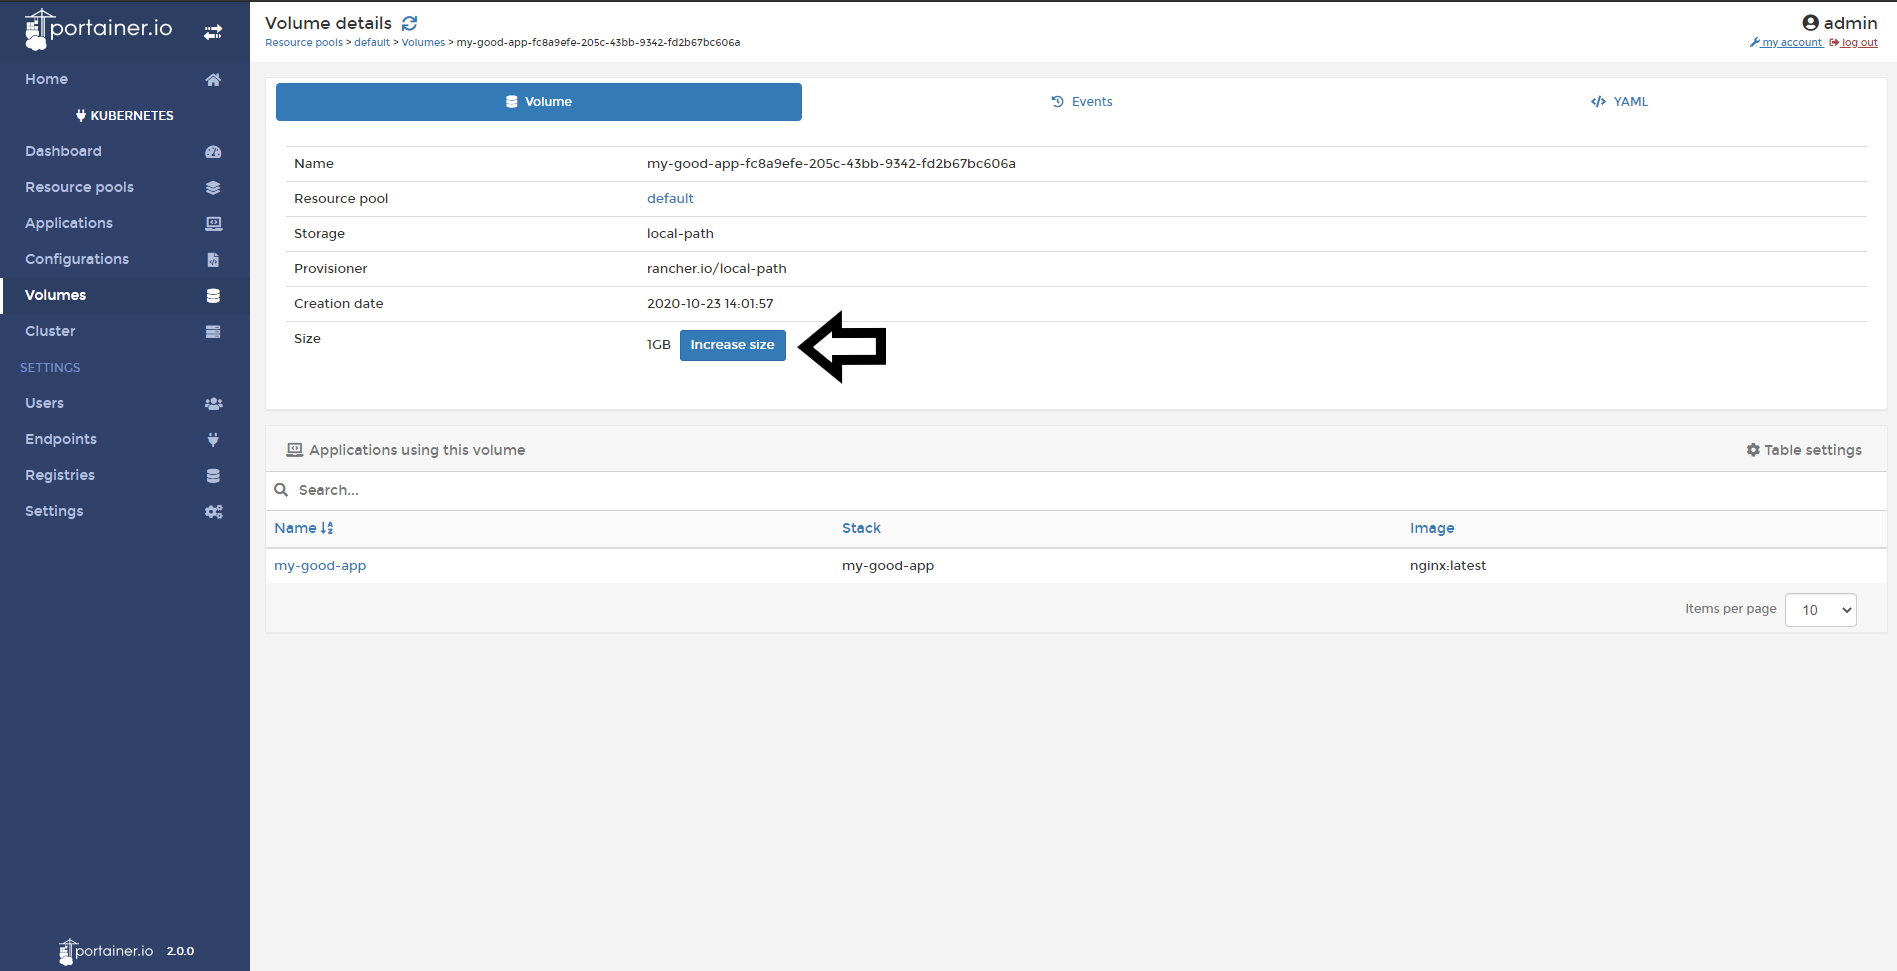 portainer.io
Home
KUBERNETES
Dashboard
Resource pools
Applications
Configurations
Volumes
Cluster
SETTINGS
Users
Endpoints
Registries
Settings
portainer.io 2.0.0
Volume details
Resource pools > default > Volumes > my-good-app-fc8a9efe-205c-43bb-9342-fd2b67bc606a
admin
my account log out
Volume Events YAML
Name my-good-app-fc8a9efe-205c-43bb-9342-fd2b67bc606a
Resource pool default
Storage local-path
Provisioner rancher.io/local-path
Creation date 2020-10-23 14:01:57
Size 1GB Increase size
Applications using this volume Table settings
Search...
Name Stack Image
my-good-app my-good-app nginx:latest
Items per page 10